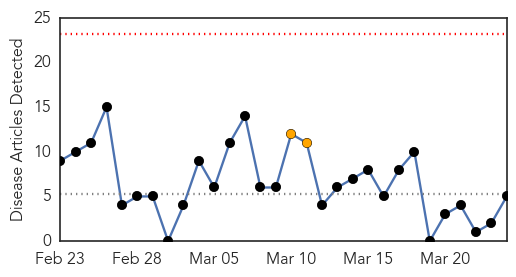 25
20
15
10
5
0
Disease Articles Detected
Feb 23
Feb 28
Mar 05
Mar 10
Mar 15
Mar 20